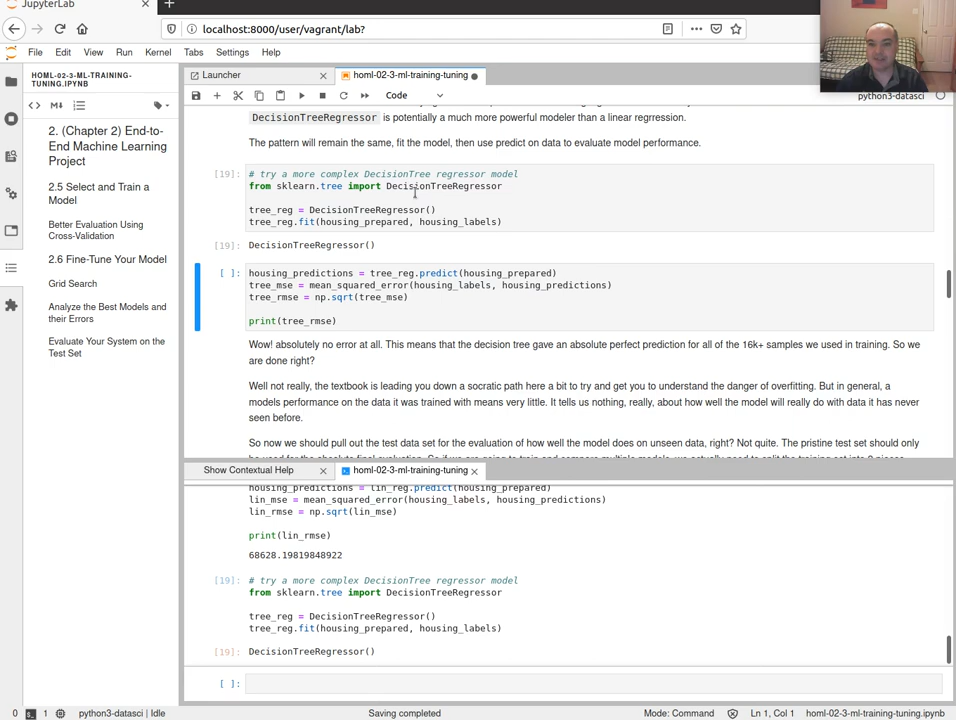 JupyterLab
localhost:8000/user/vagrant/lab?
File Edit View Run Kernel Tabs Settings Help
HOML-02-3-ML-TRAINING-
TUNING.IPYNB
2. (Chapter 2) End-to-
End Machine Learning
Project
2.5 Select and Train a
Model
Better Evaluation Using
Cross-Validation
2.6 Fine-Tune Your Model
Grid Search
Analyze the Best Models and
their Errors
Evaluate Your System on the
Test Set
Launcher
homl-02-3-ml-training-tuning
Code
python3-datasci
DecisionTreeRegressor is potentially a much more powerful modeler than a linear regrression.
The pattern will remain the same, fit the model, then use predict on data to evaluate model performance.
[19]: # try a more complex DecisionTree regressor model
from sklearn.tree import DecisionTreeRegressor
tree_reg = DecisionTreeRegressor()
tree_reg.fit(housing_prepared, housing_labels)
[19]: DecisionTreeRegressor()
[ ]: housing_predictions = tree_reg.predict(housing_prepared)
tree_mse = mean_squared_error(housing_labels, housing_predictions)
tree_rmse = np.sqrt(tree_mse)
print(tree_rmse)
Wow! absolutely no error at all. This means that the decision tree gave an absolute perfect prediction for all of the 16k+ samples we used in training. So we
are done right?
Well not really, the textbook is leading you down a socratic path here a bit to try and get you to understand the danger of overfitting. But in general, a
models performance on the data it was trained with means very little. It tells us nothing, really, about how well the model will really do with data it has never
seen before.
So now we should pull out the test data set for the evaluation of how well the model does on unseen data, right? Not quite. The pristine test set should only
Show Contextual Help
homl-02-3-ml-training-tuning
housing_predictions = lin_reg.predict(housing_prepared)
lin_mse = mean_squared_error(housing_labels, housing_predictions)
lin_rmse = np.sqrt(lin_mse)
print(lin_rmse)
68628.19819848922
[19]: # try a more complex DecisionTree regressor model
from sklearn.tree import DecisionTreeRegressor
tree_reg = DecisionTreeRegressor()
tree_reg.fit(housing_prepared, housing_labels)
[19]: DecisionTreeRegressor()
[ ]:
0 1 python3-datasci | Idle
Saving completed
Mode: Command
Ln 1, Col 1
homl-02-3-ml-training-tuning.ipynb